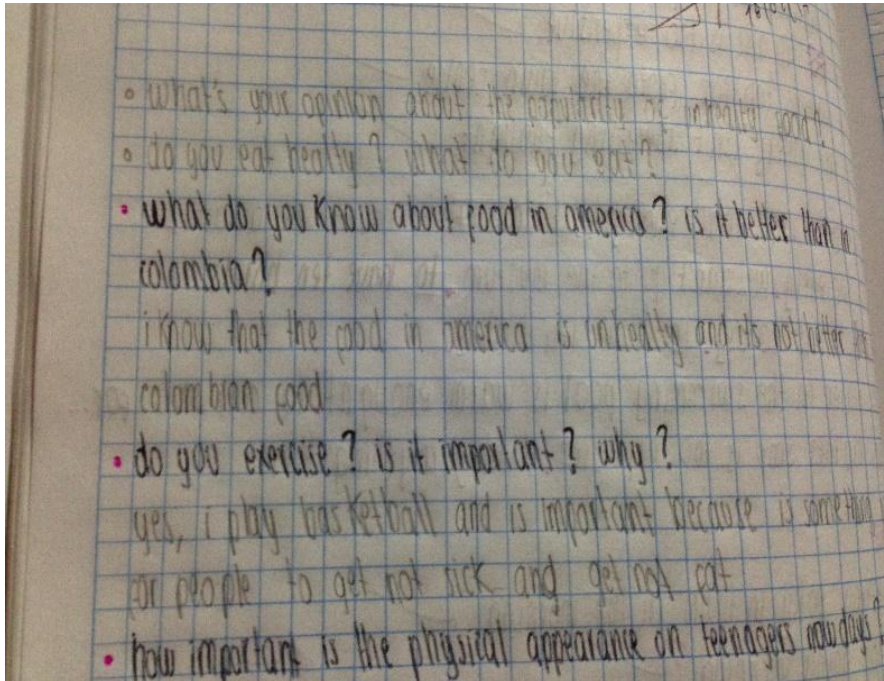 • what's your opinion about the popularity of inhealty food?
• do you eat healty? what do you eat?
• what do you know about food in america? is it better than in
colombia?
i know that the food in america is inhealty and its not better
colombian food
• do you exercise? is it important? why?
yes, i play basketball and is important because is something
for people to get not sick and get not fat
• how important is the physical appearance on teenagers nowdays?